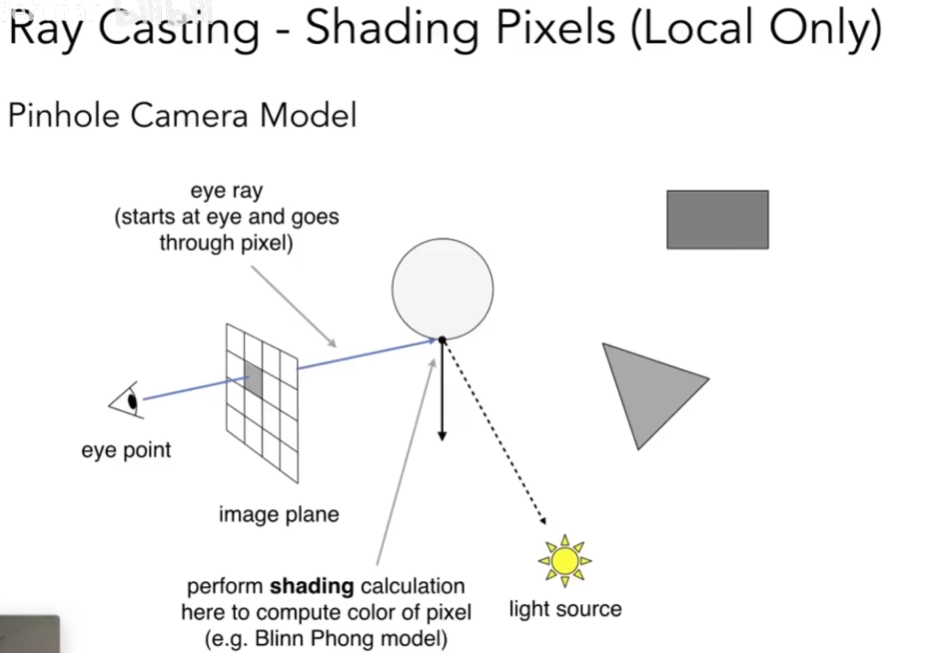 Ray Casting - Shading Pixels (Local Only)
Pinhole Camera Model
eye ray
(starts at eye and goes
through pixel)
eye point
image plane
perform shading calculation
here to compute color of pixel
(e.g. Blinn Phong model)
light source